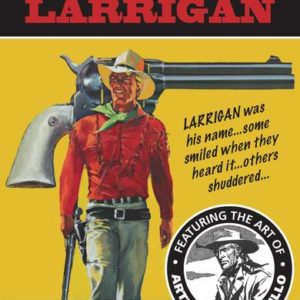 LARRIGAN
LARRIGAN was
his name...some
smiled when they
heard it...others
shuddered...
FEATURING THE ART OF